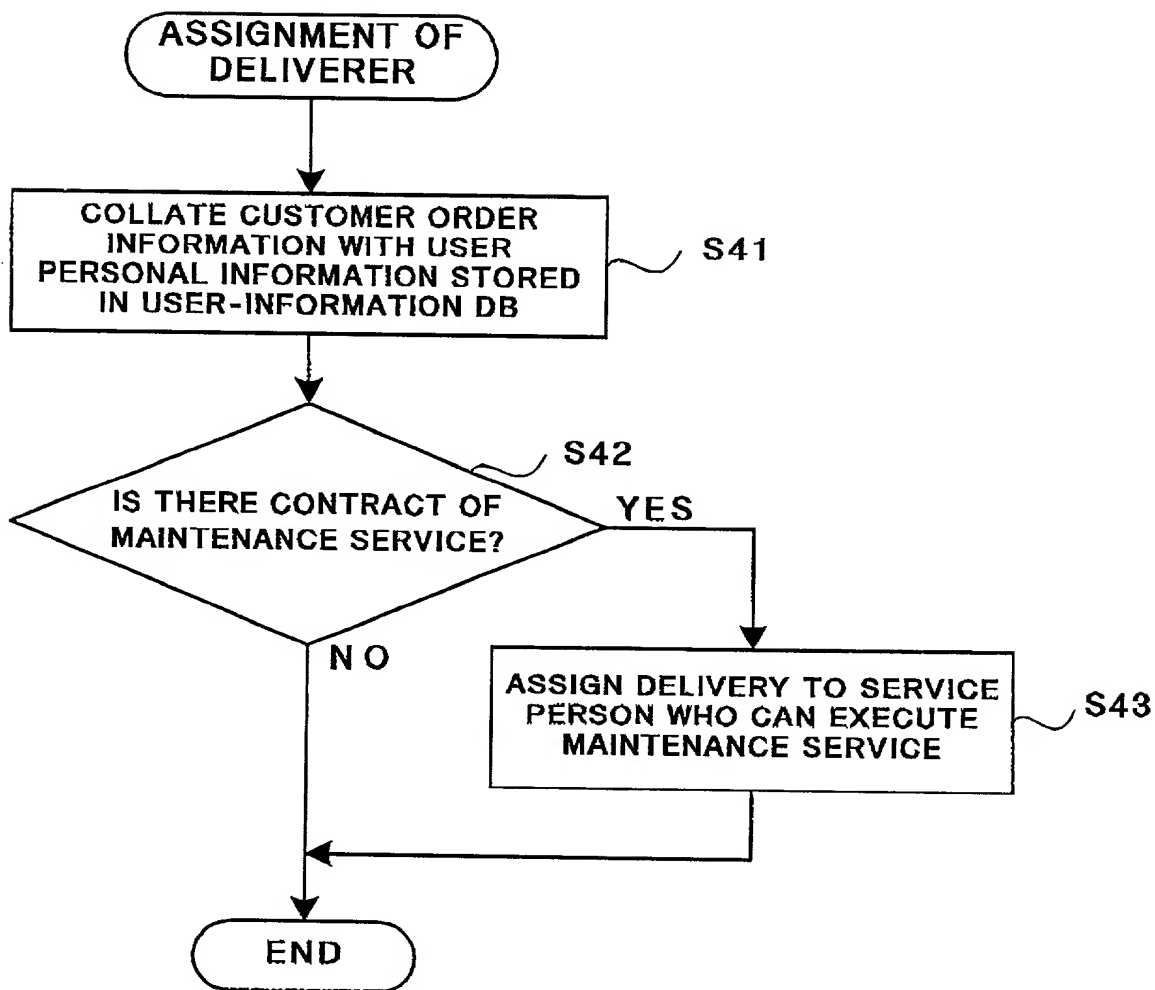 ASSIGNMENT OF
DELIVERER
COLLATE CUSTOMER ORDER
INFORMATION WITH USER
PERSONAL INFORMATION STORED
IN USER-INFORMATION DB
S41
S42
IS THERE CONTRACT OF
MAINTENANCE SERVICE?
YES
NO
ASSIGN DELIVERY TO SERVICE
PERSON WHO CAN EXECUTE
MAINTENANCE SERVICE
S43
END